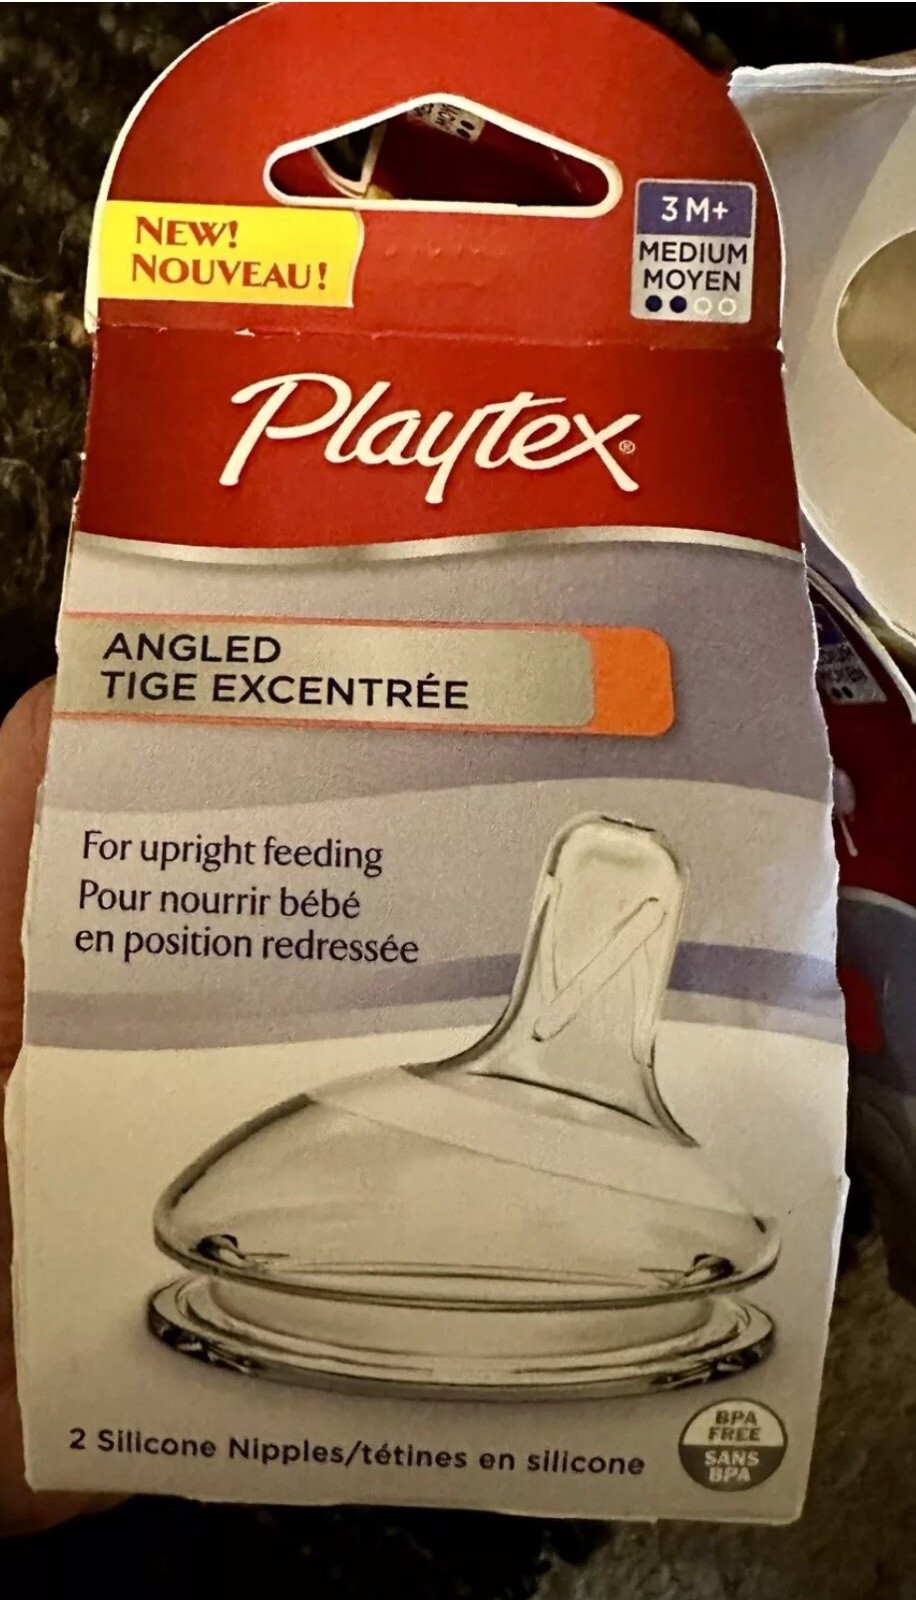 NEW!
NOUVEAU!
3 M+
MEDIUM
MOYEN
Playtex®
ANGLED
TIGE EXCENTRÉE
For upright feeding
Pour nourrir bébé
en position redressée
2 Silicone Nipples/tétines en silicone
BPA
FREE
SANS
BPA